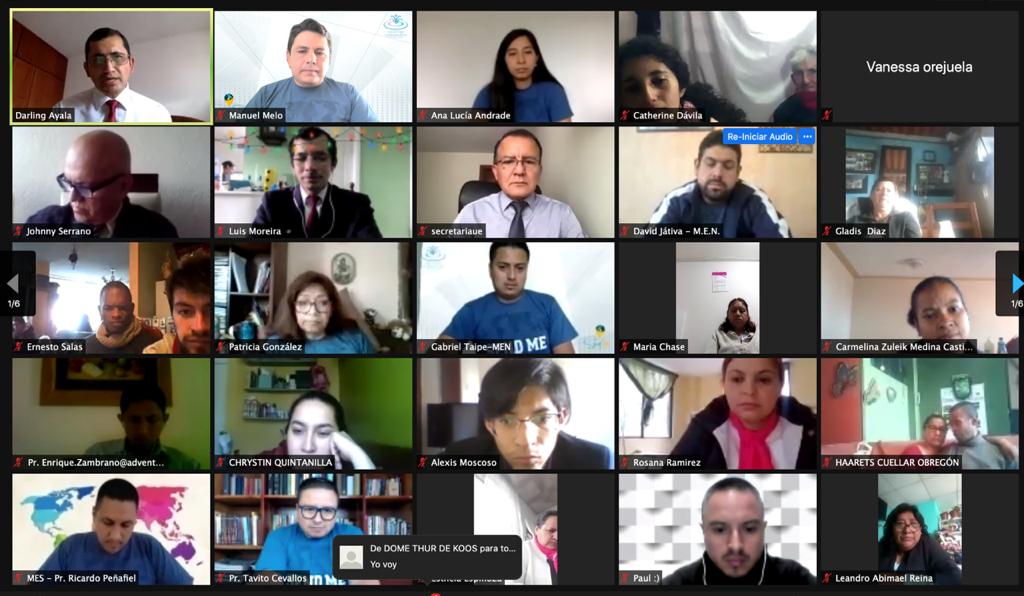 Darling Ayala
Manuel Melo
Ana Lucía Andrade
Catherine Dávila
Vanessa orejuela
Johnny Serrano
Luis Moreira
secretariaue
Re-Iniciar Audio ...
David Játiva – M.E.N.
Gladis Diaz
1/6
Ernesto Salas
Patricia González
ND ME
Gabriel Taipe-MEN
Maria Chase
Carmelina Zuleik Medina Casti...
1/6
Pr. Enrique.Zambrano@advent...
CHRYSTIN QUINTANILLA
Alexis Moscoso
Rosana Ramirez
HAARETS CUELLAR OBREGÓN
MES – Pr. Ricardo Peñafiel
Pr. Tavito Cevallos
De DOME THUR DE KOOS para to...
Yo voy
Paul :)
Leandro Abimael Reina